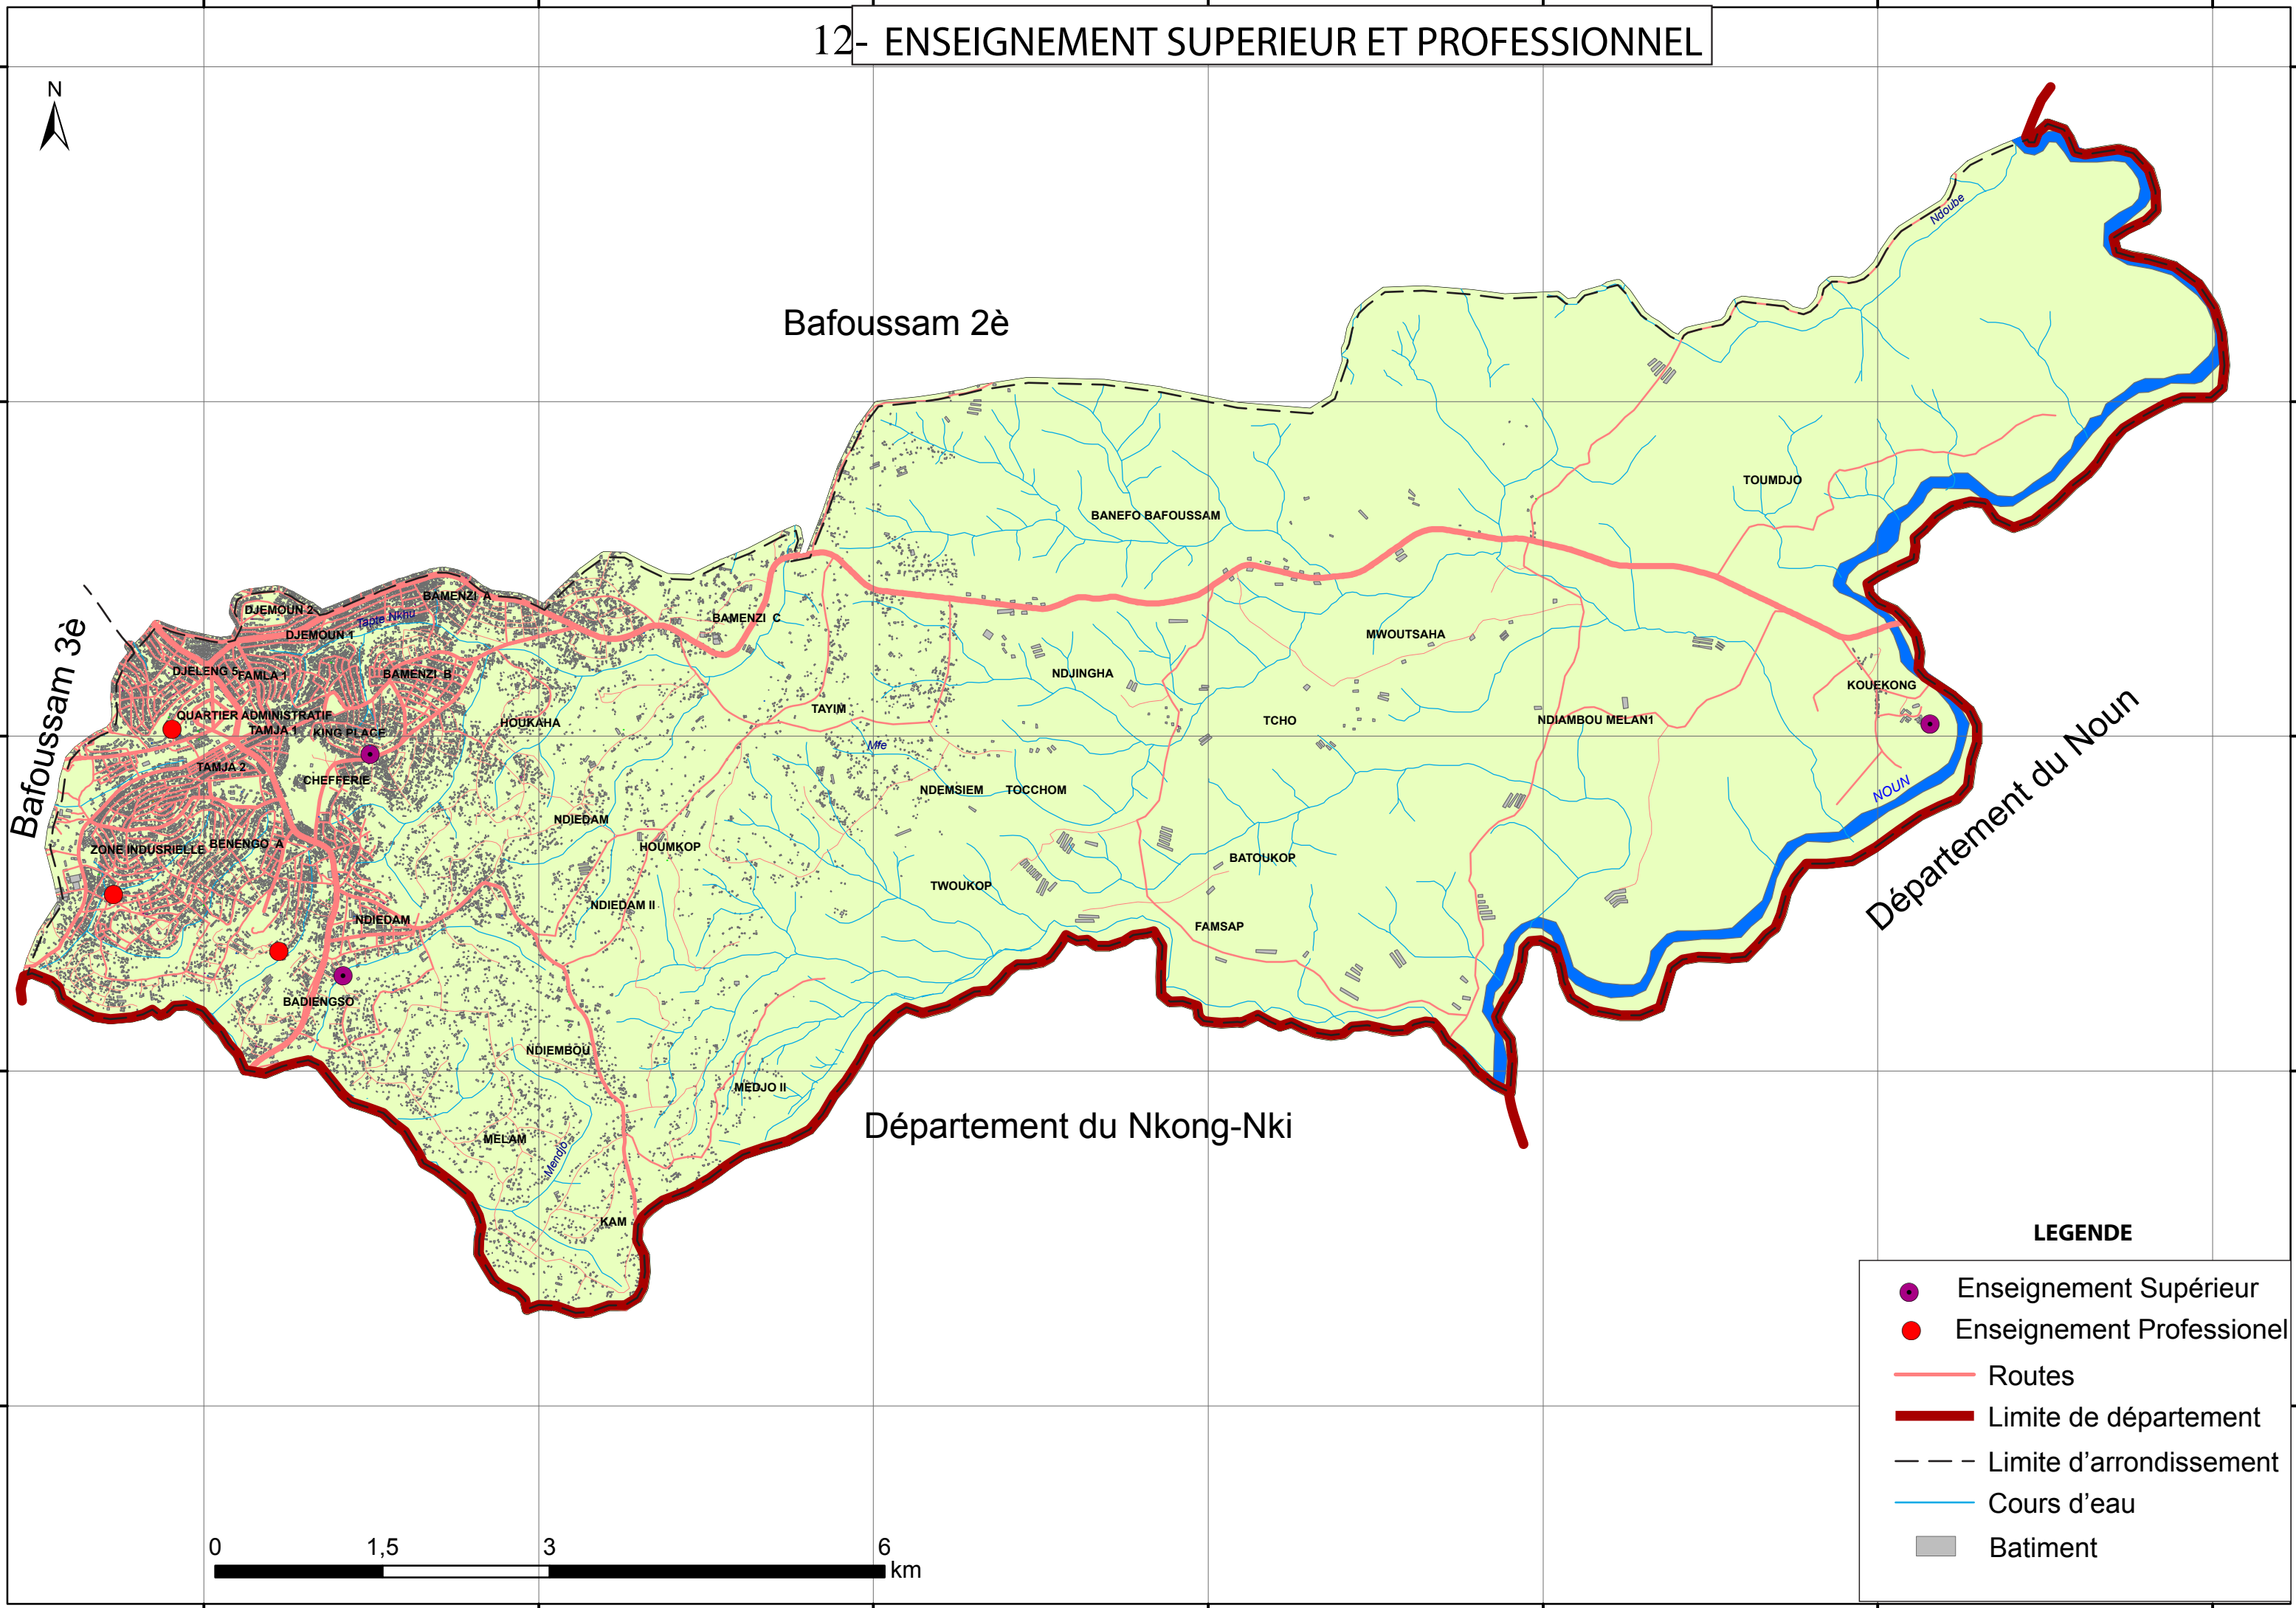 12- ENSEIGNEMENT SUPERIEUR ET PROFESSIONNEL
N
Ndoube
Bafoussam 2è
TOUMDJO
BANEFO BAFOUSSAM
BAMENZI A
DJEMOUN 2
Tapte Nkhu
BAMENZI C
DJEMOUN 1
MWOUTSAHA
Bafoussam 3è
DJELENG 5
FAMLA 1
BAMENZI B
NDJINGHA
KOUEKONG
TAYIM
QUARTIER ADMINISTRATIF
HOUKAHA
TCHO
NDIAMBOU MELAN1
TAMJA 1
KING PLACE
Mfe
TAMJA 2
CHEFFERIE
NDEMSIEM
TOCCHOM
NOUN
Département du Noun
NDIEDAM
BENENGO A
ZONE INDUSRIELLE
HOUMKOP
BATOUKOP
TWOUKOP
NDIEDAM II
NDIEDAM
FAMSAP
BADIENGSO
NDIEMBOU
MEDJO II
Département du Nkong-Nki
MELAM
Mendjo
KAM
LEGENDE
Enseignement Supérieur
Enseignement Professionel
Routes
Limite de département
Limite d’arrondissement
Cours d’eau
Batiment
0 1,5 3 6
km